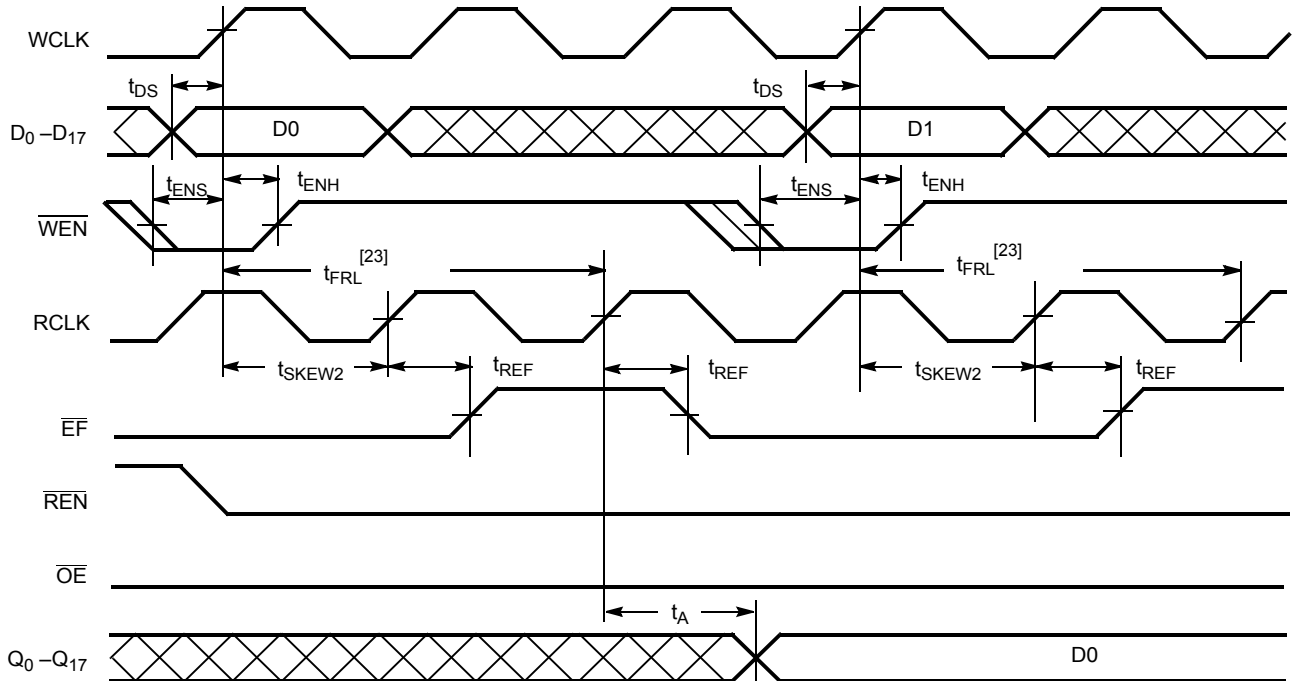 WCLK
tDS
tDS
D0 –D17
D0
D1
tENS
tENH
tENS
tENH
WEN
tFRL[23]
tFRL[23]
RCLK
tSKEW2
tREF
tREF
tSKEW2
tREF
EF
REN
OE
tA
Q0 –Q17
D0